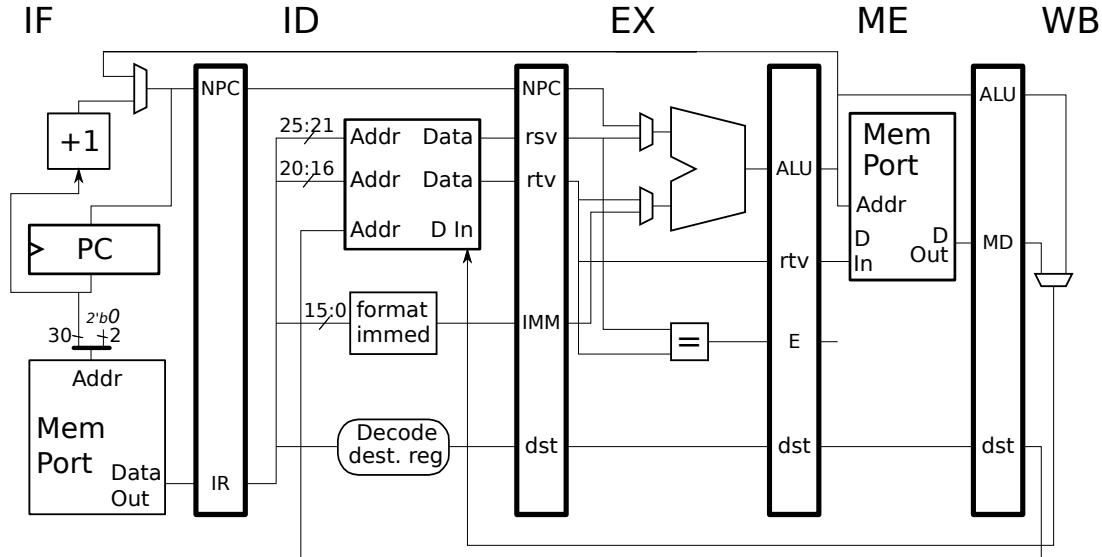 IF ID EX ME WB
NPC NPC ALU
+1
25:21 Addr Data rsv
Mem
Port
20:16 Addr Data rtv ALU
Addr
Addr D In
PC
D
In
D
Out
MD
rtv
15:0 format
immed
IMM
2'b0
30 2
E
=
Addr
Mem
Port
Decode
dest. reg
dst dst dst
Data
Out
IR